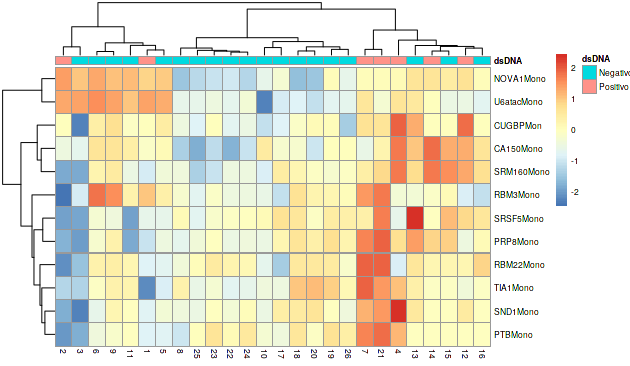 dsDNA
NOVA1Mono
U6atacMono
CUGBPMon
CA150Mono
SRM160Mono
RBM3Mono
SRSF5Mono
PRP8Mono
RBM22Mono
TIA1Mono
SND1Mono
PTBMono
2 3 6 9 11 1 5 8 25 23 22 24 10 17 18 20 19 26 7 21 4 13 14 15 12 16
2
1
0
-1
-2
dsDNA
Negativo
Positivo